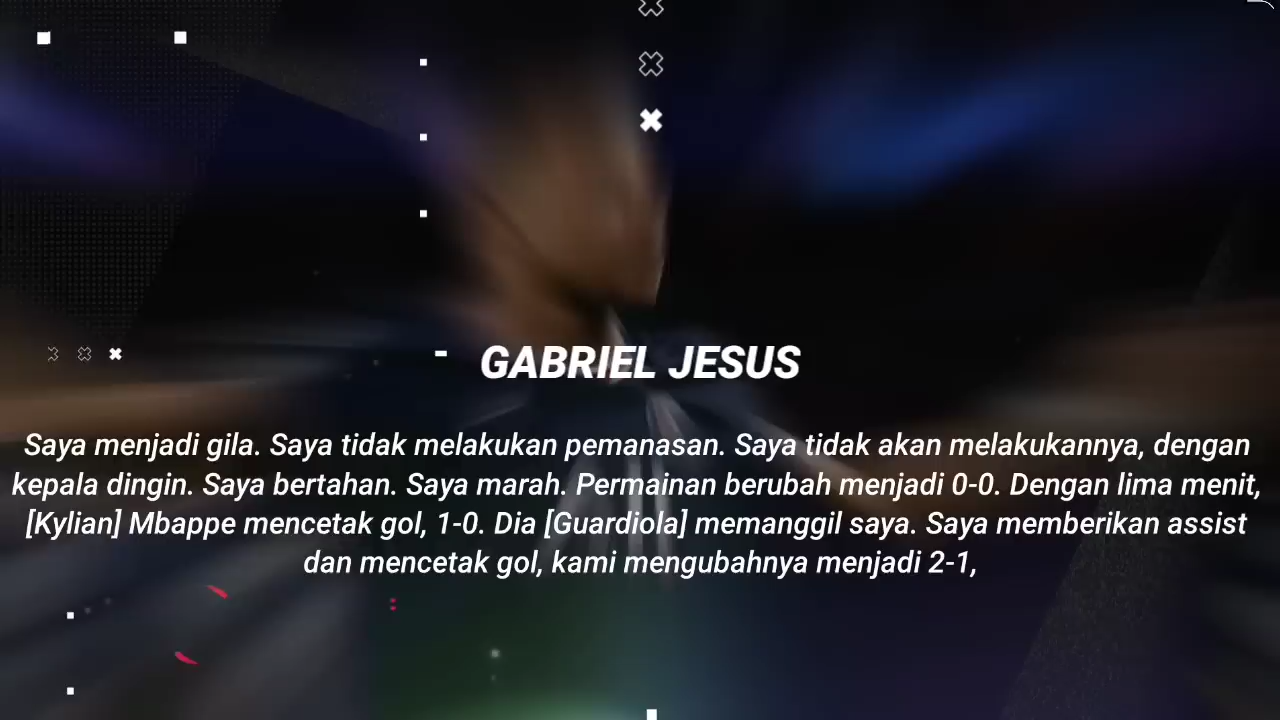 GABRIEL JESUS
Saya menjadi gila. Saya tidak melakukan pemanasan. Saya tidak akan melakukannya, dengan
kepala dingin. Saya bertahan. Saya marah. Permainan berubah menjadi 0-0. Dengan lima menit,
[Kylian] Mbappe mencetak gol, 1-0. Dia [Guardiola] memanggil saya. Saya memberikan assist
dan mencetak gol, kami mengubahnya menjadi 2-1,